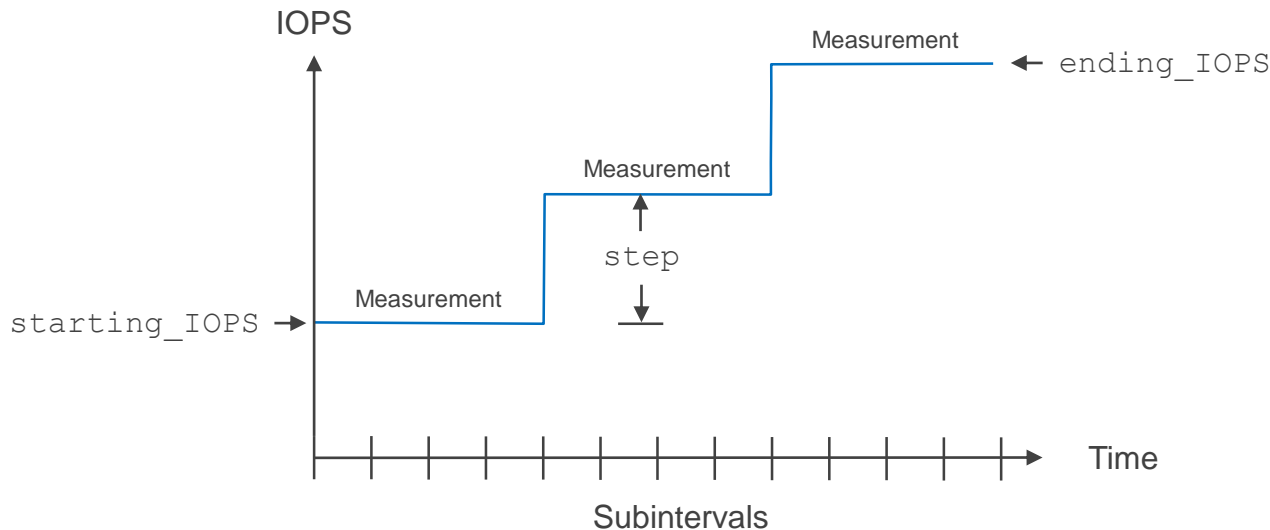 IOPS
Measurement
ending_IOPS
Measurement
step
Measurement
starting_IOPS
Time
Subintervals